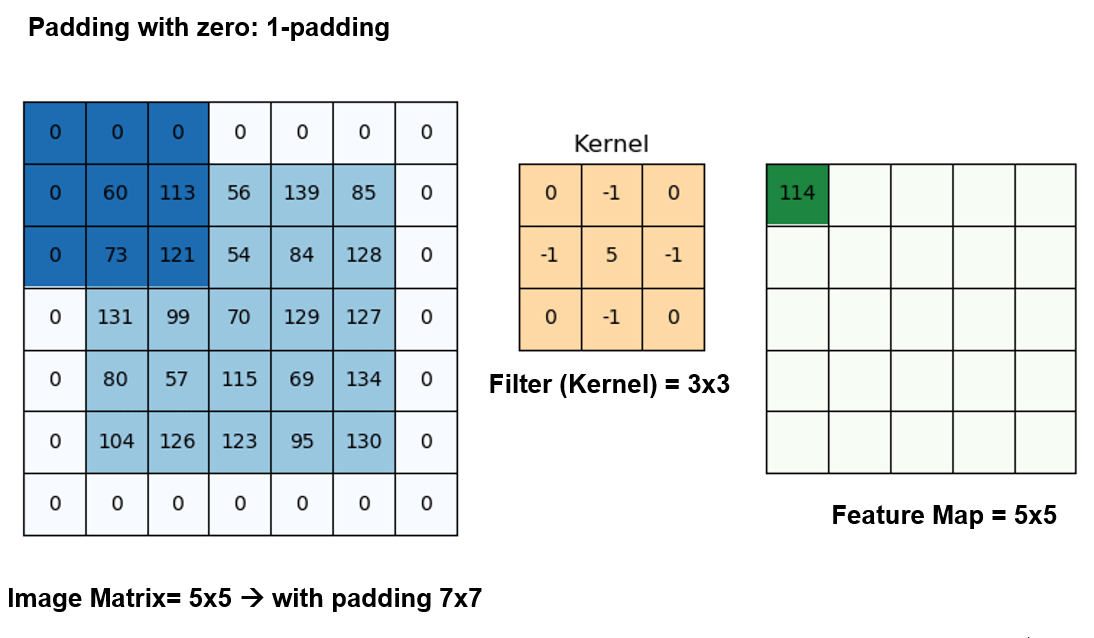 Padding with zero: 1-padding
0 0 0 0 0 0 0
0 60 113 56 139 85 0
0 73 121 54 84 128 0
0 131 99 70 129 127 0
0 80 57 115 69 134 0
0 104 126 123 95 130 0
0 0 0 0 0 0 0
Kernel
0 -1 0
-1 5 -1
0 -1 0
Filter (Kernel) = 3x3
114
Feature Map = 5x5
Image Matrix= 5x5 → with padding 7x7